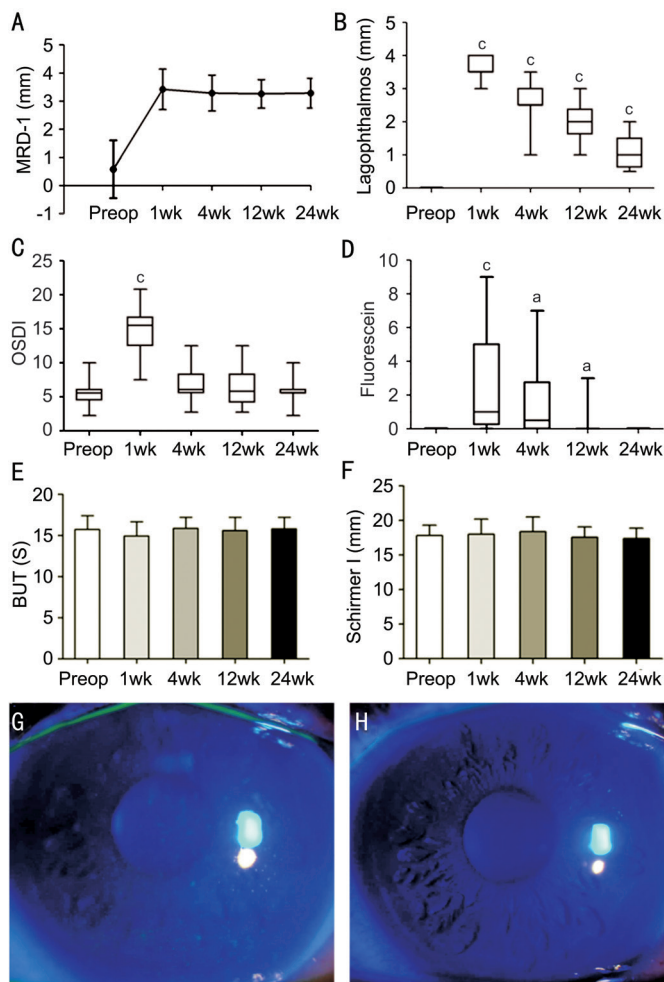 A
MRD-1 (mm)
5
4
3
2
1
0
-1
Preop 1wk 4wk 12wk 24wk
B
Lagophthalmos (mm)
5
4
3
2
1
0
c c c c
Preop 1wk 4wk 12wk 24wk
C
OSDI
25
20
15
10
5
0
c
Preop 1wk 4wk 12wk 24wk
D
Fluorescein
10
8
6
4
2
0
c a a
Preop 1wk 4wk 12wk 24wk
E
BUT (S)
20
15
10
5
0
Preop 1wk 4wk 12wk 24wk
F
Schirmer I (mm)
25
20
15
10
5
0
Preop 1wk 4wk 12wk 24wk
G
H